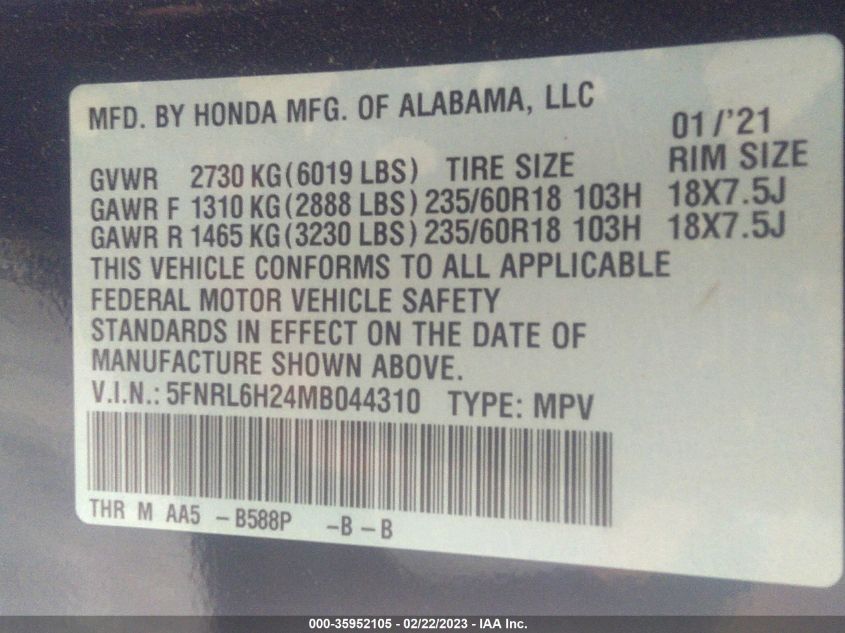 MFD. BY HONDA MFG. OF ALABAMA, LLC
01/'21
GVWR 2730 KG (6019 LBS) TIRE SIZE RIM SIZE
GAWR F 1310 KG (2888 LBS) 235/60R18 103H 18X7.5J
GAWR R 1465 KG (3230 LBS) 235/60R18 103H 18X7.5J
THIS VEHICLE CONFORMS TO ALL APPLICABLE
FEDERAL MOTOR VEHICLE SAFETY
STANDARDS IN EFFECT ON THE DATE OF
MANUFACTURE SHOWN ABOVE.
V.I.N.: 5FNRL6H24MB044310 TYPE: MPV
THR M AA5 - B588P - B - B
000-35952105 - 02/22/2023 - IAA Inc.